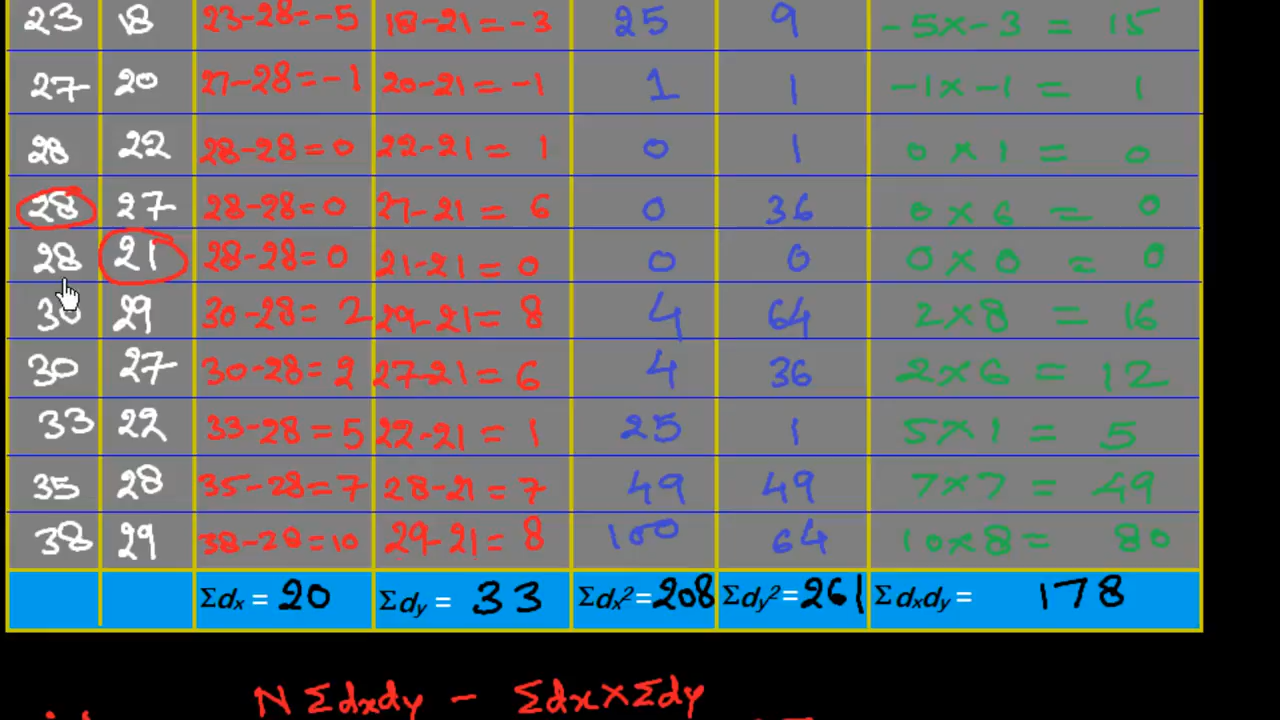 23 18 23-28=-5 18-21=-3 25 9 -5x-3 = 15
27 20 27-28=-1 20-21=-1 1 1 -1x-1= 1
28 22 28-28=0 22-21= 1 0 1 0x1= 0
28 27 28-28=0 27-21= 6 0 36 0x6 = 0
28 21 28-28=0 21-21=0 0 0 0x0 = 0
30 29 30-28= 2 29-21= 8 4 64 2x8 = 16
30 27 30-28= 2 27-21=6 4 36 2x6 = 12
33 22 33-28=5 22-21= 1 25 1 5x1= 5
35 28 35-28=7 28-21=7 49 49 7x7= 49
38 29 38-28=10 29-21= 8 100 64 10x8= 80
Σdx = 20 Σdy = 33 Σdx²=208 Σdy²=261 Σdxdy = 178
NΣdxdy - Σdx×Σdy